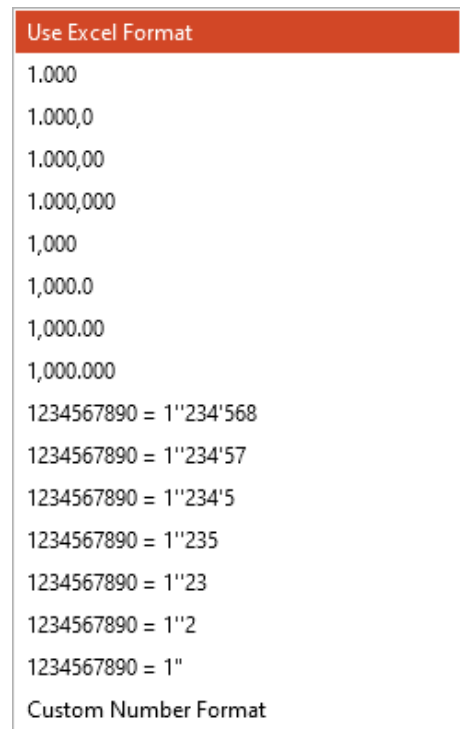 Use Excel Format
1.000
1.000,0
1.000,00
1.000,000
1,000
1,000.0
1,000.00
1,000.000
1234567890 = 1''234'568
1234567890 = 1''234'57
1234567890 = 1''234'5
1234567890 = 1''235
1234567890 = 1''23
1234567890 = 1''2
1234567890 = 1"
Custom Number Format